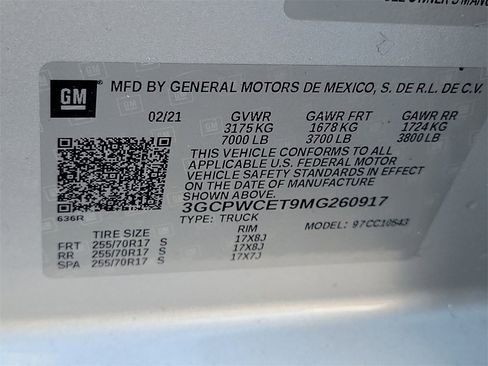 GM MFD BY GENERAL MOTORS DE MEXICO, S. DE R.L. DE C.V.
02/21 GVWR GAWR FRT GAWR RR
3175 KG 1678 KG 1724 KG
7000 LB 3700 LB 3800 LB
THIS VEHICLE CONFORMS TO ALL
APPLICABLE U.S. FEDERAL MOTOR
VEHICLE SAFETY STANDARDS IN EFFECT
ON THE DATE OF MANUFACTURE
SHOWN ABOVE.
3GCPWCET9MG260917
636R
TYPE: TRUCK MODEL: 97CC10543
TIRE SIZE RIM
FRT 255/70R17 S 17X8J
RR 255/70R17 S 17X8J
SPA 255/70R17 S 17X7J